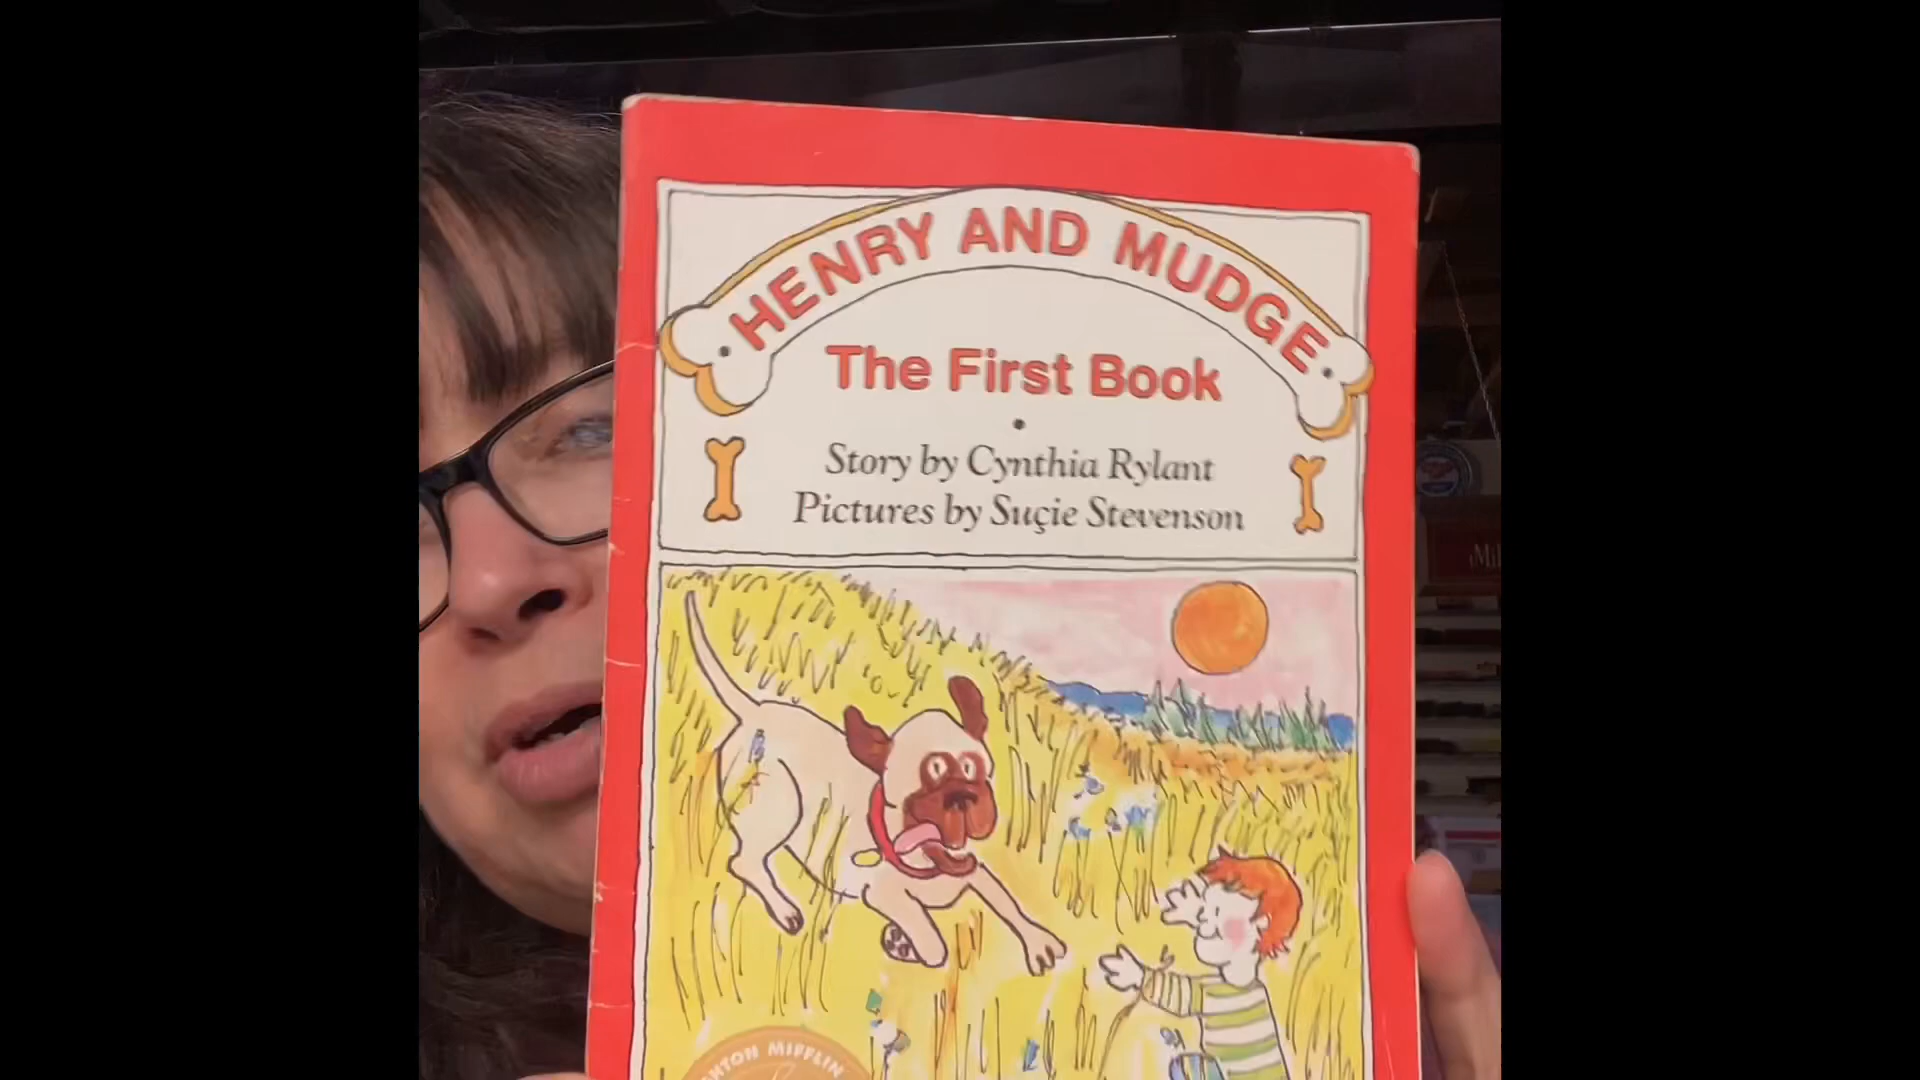 HENRY AND MUDGE
The First Book
Story by Cynthia Rylant
Pictures by Suçie Stevenson
MIFFLIN